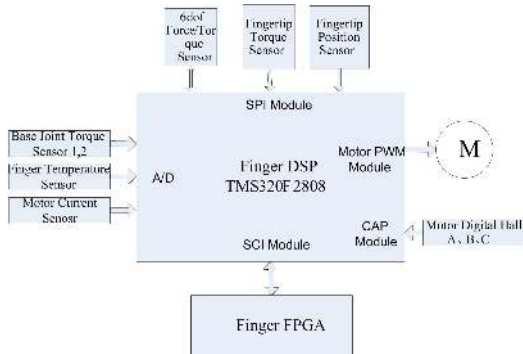 6dof
Force/Tor
que
Sensor
Fingertip
Torque
Sensor
Fingertip
Position
Sensor
SPI Module
Base Joint Torque
Sensor 1,2
Finger Temperature
Sensor
Motor Current
Senosr
A/D
Finger DSP
TMS320F2808
Motor PWM
Module
M
CAP
Module
Motor Digital Hall
A、B、C
SCI Module
Finger FPGA